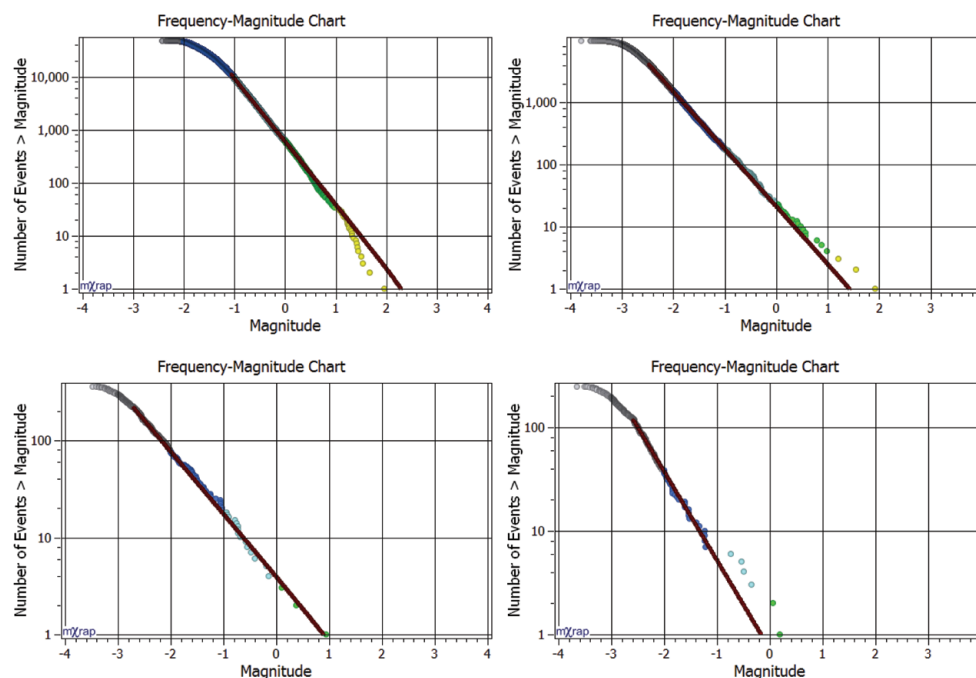 Frequency-Magnitude Chart
Number of Events > Magnitude
10,000
1,000
100
10
1
mXrap
-4 -3 -2 -1 0 1 2 3 4
Magnitude
Frequency-Magnitude Chart
Number of Events > Magnitude
1,000
100
10
1
mXrap
-4 -3 -2 -1 0 1 2 3
Magnitude
Frequency-Magnitude Chart
Number of Events > Magnitude
100
10
1
mXrap
-4 -3 -2 -1 0 1 2 3 4
Magnitude
Frequency-Magnitude Chart
Number of Events > Magnitude
100
10
1
mXrap
-4 -3 -2 -1 0 1 2 3 4
Magnitude